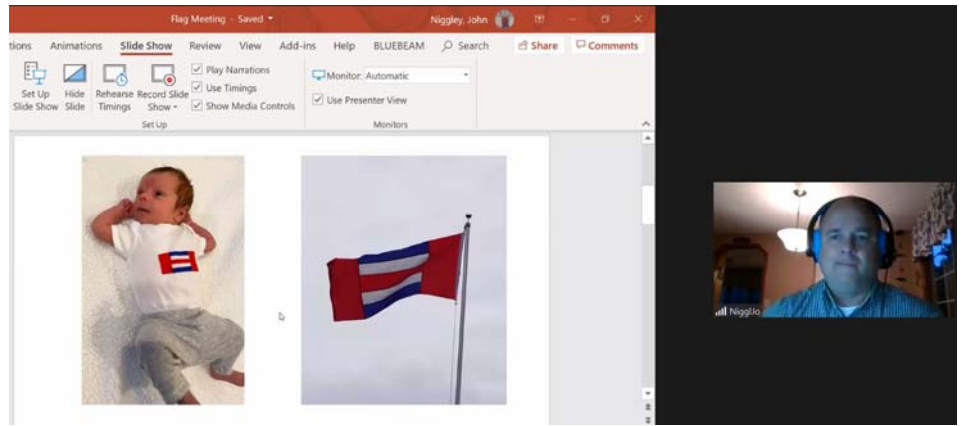 Flag Meeting - Saved
Niggley, John
tions Animations Slide Show Review View Add-ins Help BLUEBEAM Search Share Comments
Set Up
Slide Show
Hide
Slide
Rehearse
Timings
Record Slide
Show
Play Narrations
Use Timings
Show Media Controls
Set Up
Monitor: Automatic
Use Presenter View
Monitors
NigglJo